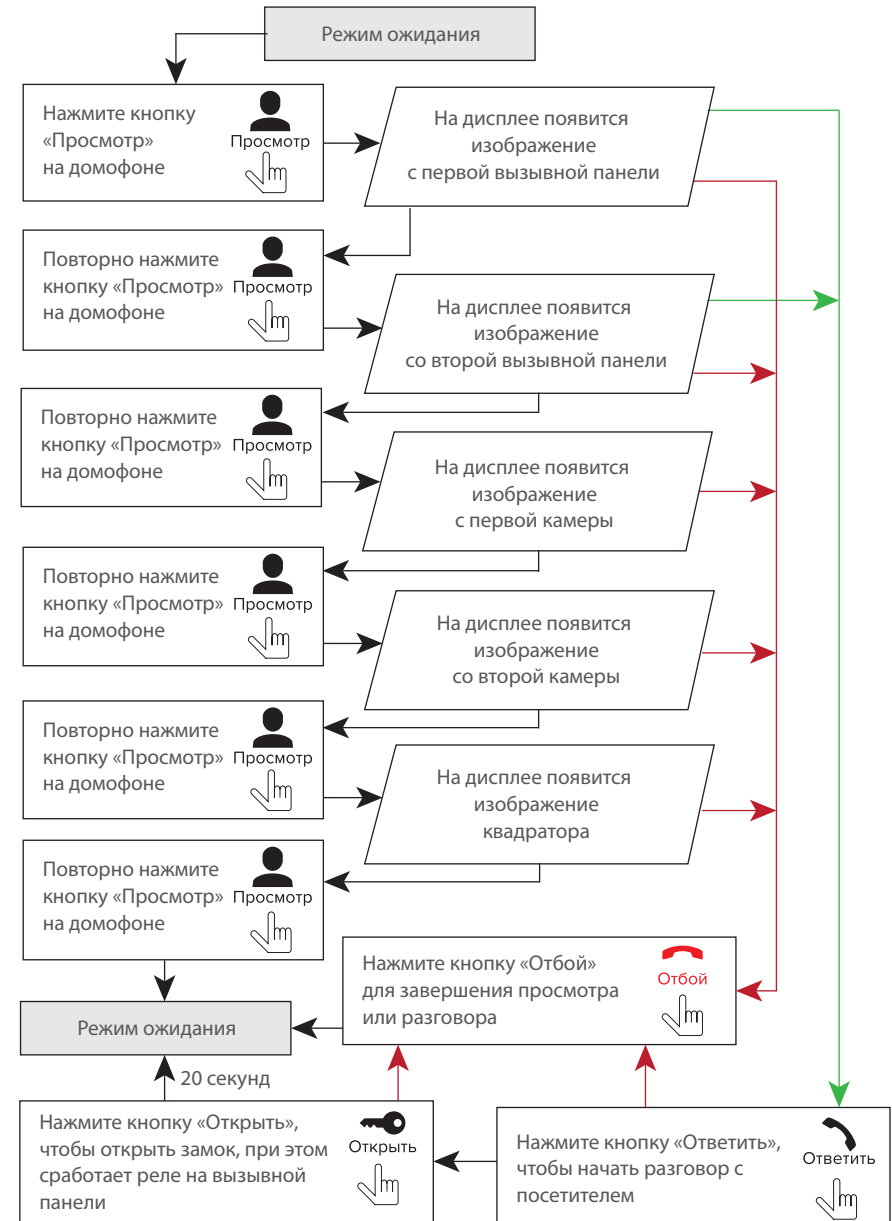 Режим ожидания
Нажмите кнопку
«Просмотр»
на домофоне
Просмотр
На дисплее появится
изображение
с первой вызывной панели
Повторно нажмите
кнопку «Просмотр»
на домофоне
Просмотр
На дисплее появится
изображение
со второй вызывной панели
Повторно нажмите
кнопку «Просмотр»
на домофоне
Просмотр
На дисплее появится
изображение
с первой камеры
Повторно нажмите
кнопку «Просмотр»
на домофоне
Просмотр
На дисплее появится
изображение
со второй камеры
Повторно нажмите
кнопку «Просмотр»
на домофоне
Просмотр
На дисплее появится
изображение
квадратора
Повторно нажмите
кнопку «Просмотр»
на домофоне
Просмотр
Нажмите кнопку «Отбой»
для завершения просмотра
или разговора
Отбой
Режим ожидания
20 секунд
Нажмите кнопку «Открыть»,
чтобы открыть замок, при этом
сработает реле на вызывной
панели
Открыть
Нажмите кнопку «Ответить»,
чтобы начать разговор с
посетителем
Ответить